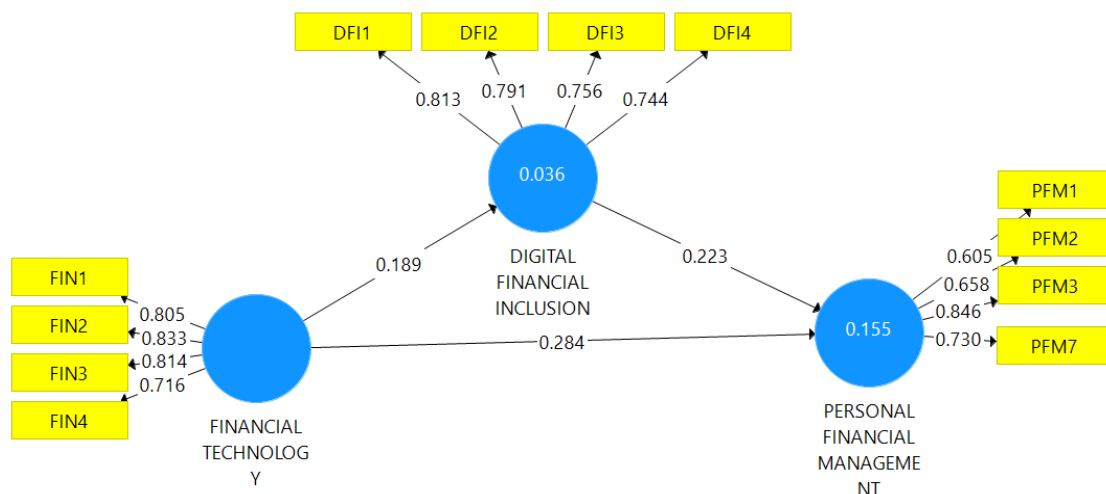 DFI1
DFI2
DFI3
DFI4
0.813
0.791
0.756
0.744
0.036
DIGITAL
FINANCIAL
INCLUSION
0.189
0.223
0.284
FIN1
FIN2
FIN3
FIN4
0.805
0.833
0.814
0.716
FINANCIAL
TECHNOLOG
Y
PFM1
PFM2
PFM3
PFM7
0.605
0.658
0.846
0.730
0.155
PERSONAL
FINANCIAL
MANAGEME
NT